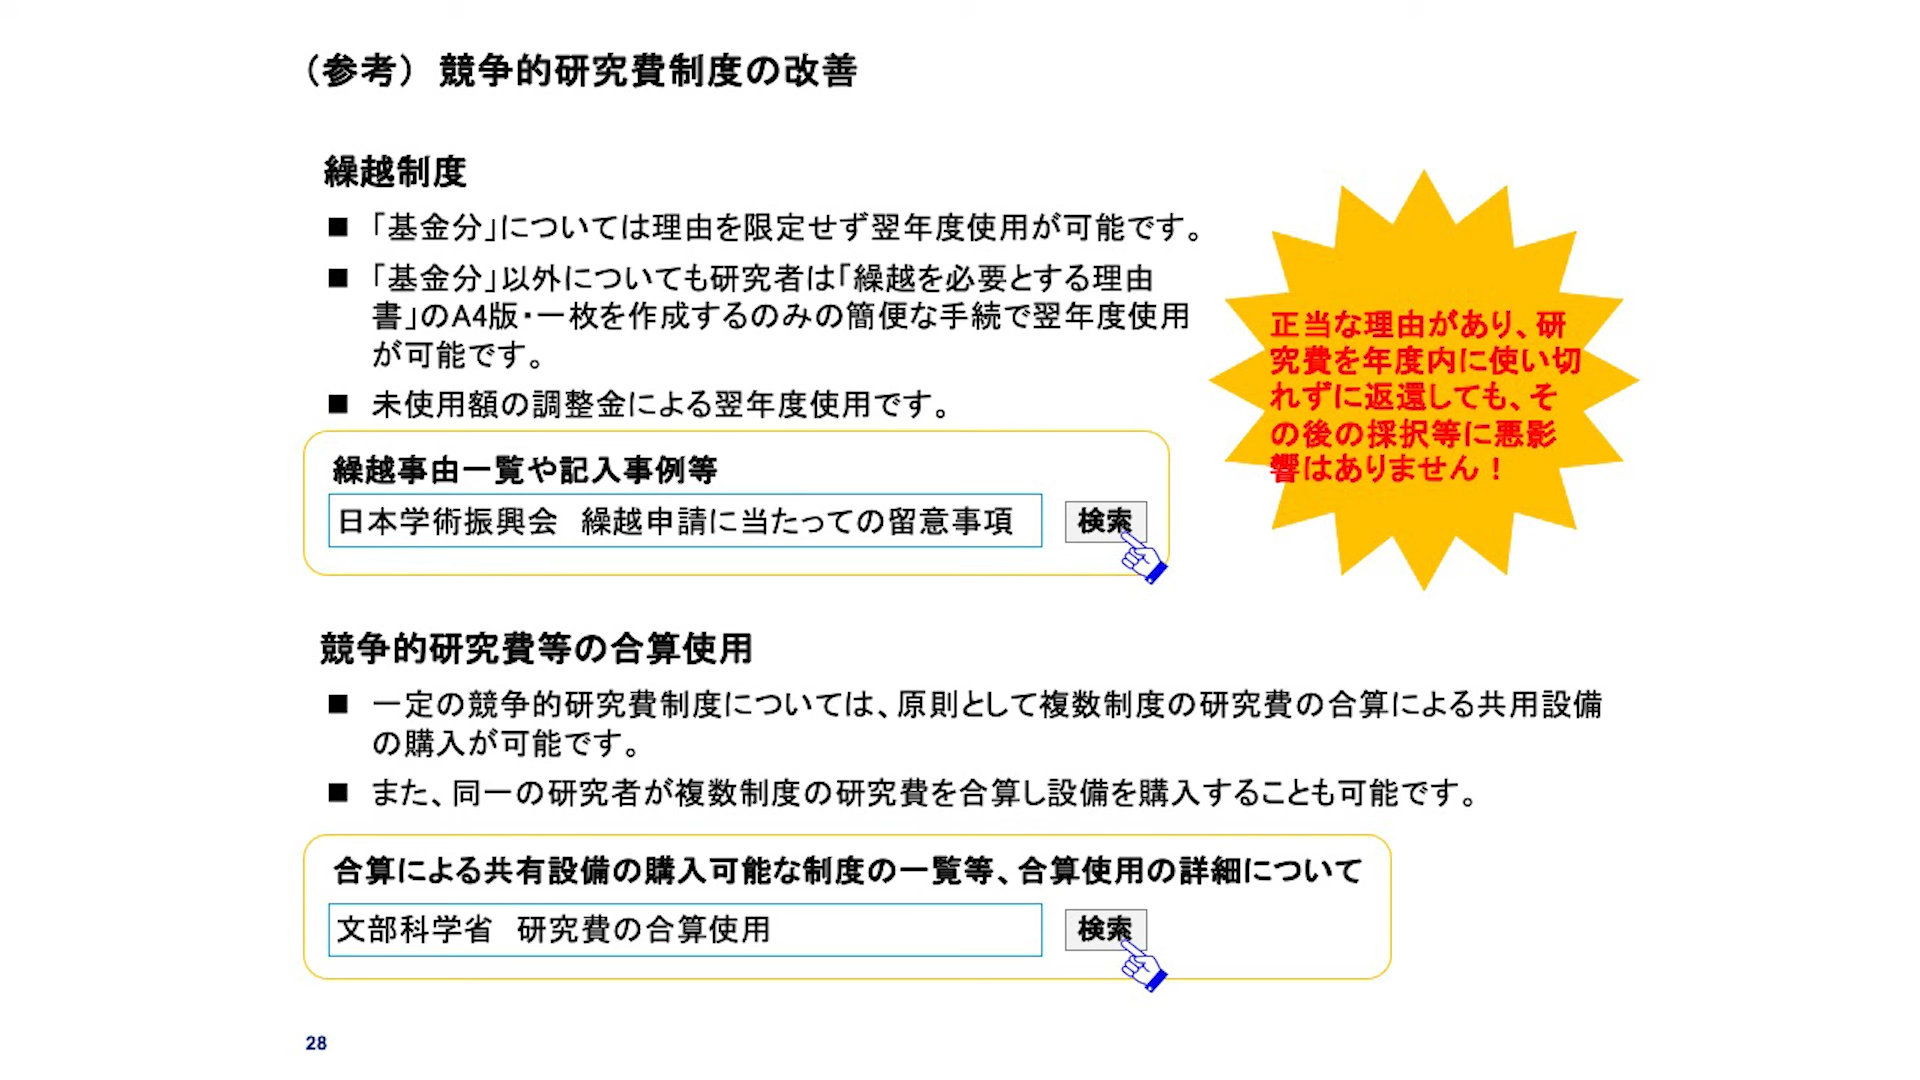 （参考） 競争的研究費制度の改善
繰越制度
■ 「基金分」については理由を限定せず翌年度使用が可能です。
■ 「基金分」以外についても研究者は「繰越を必要とする理由
書」のA4版・一枚を作成するのみの簡便な手続で翌年度使用
が可能です。
■ 未使用額の調整金による翌年度使用です。
正当な理由があり、研
究費を年度内に使い切
れずに返還しても、そ
の後の採択等に悪影
響はありません！
繰越事由一覧や記入事例等
日本学術振興会　繰越申請に当たっての留意事項
検索
競争的研究費等の合算使用
■ 一定の競争的研究費制度については、原則として複数制度の研究費の合算による共用設備
の購入が可能です。
■ また、同一の研究者が複数制度の研究費を合算し設備を購入することも可能です。
合算による共有設備の購入可能な制度の一覧等、合算使用の詳細について
文部科学省　研究費の合算使用
検索
28